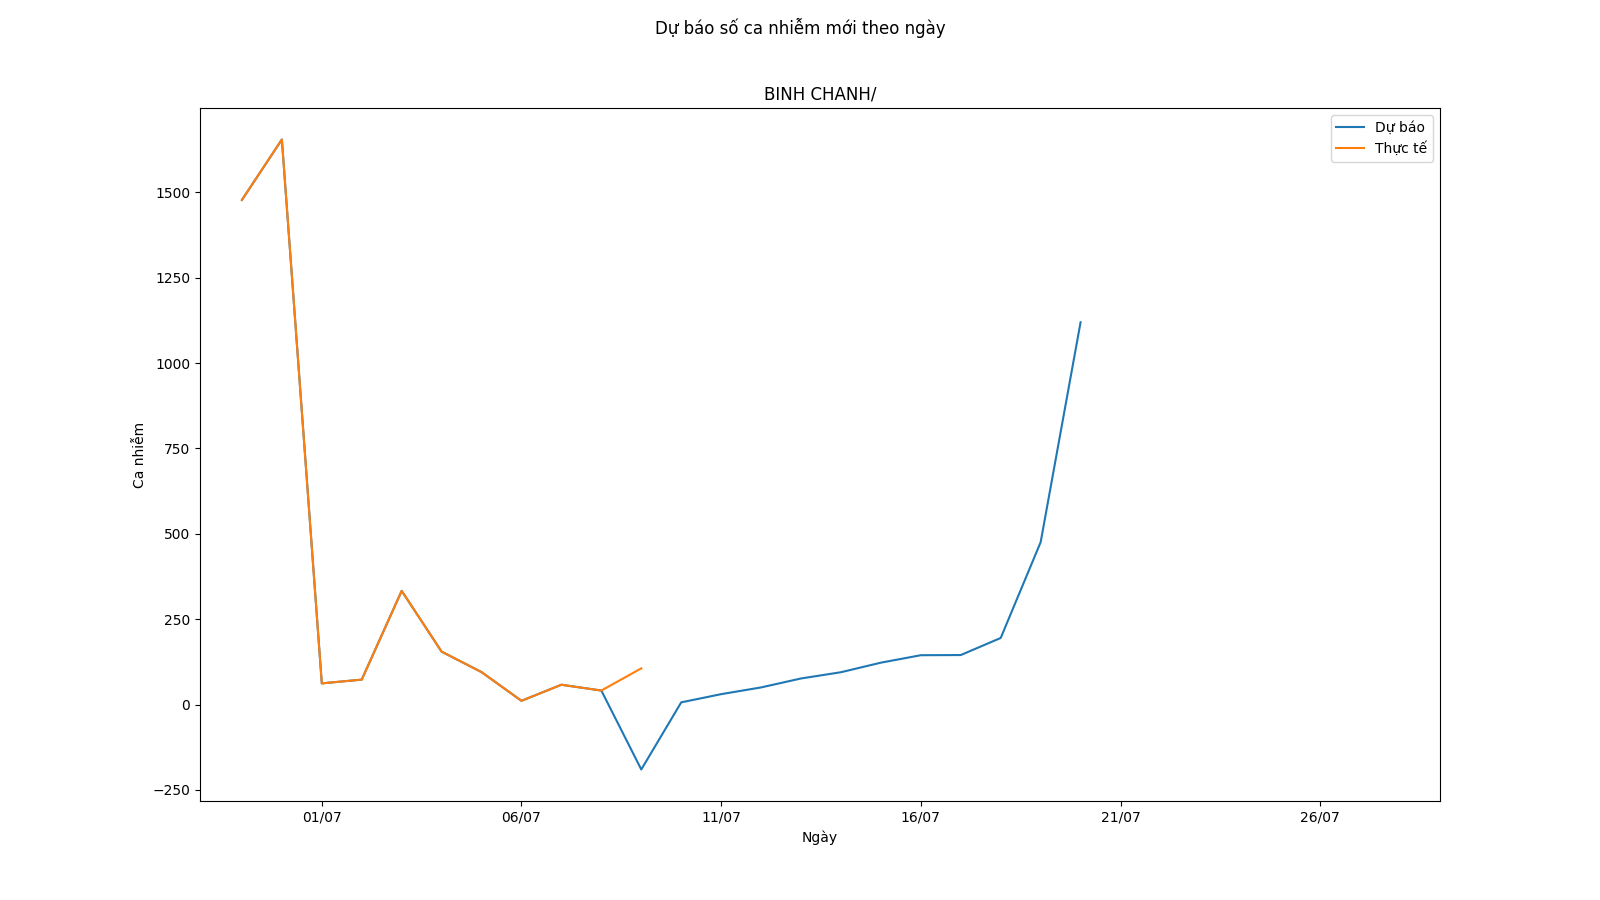 Dự báo số ca nhiễm mới theo ngày
BINH CHANH/
Dự báo
Thực tế
1500
1250
1000
750
500
250
0
−250
Ca nhiễm
01/07
06/07
11/07
16/07
21/07
26/07
Ngày